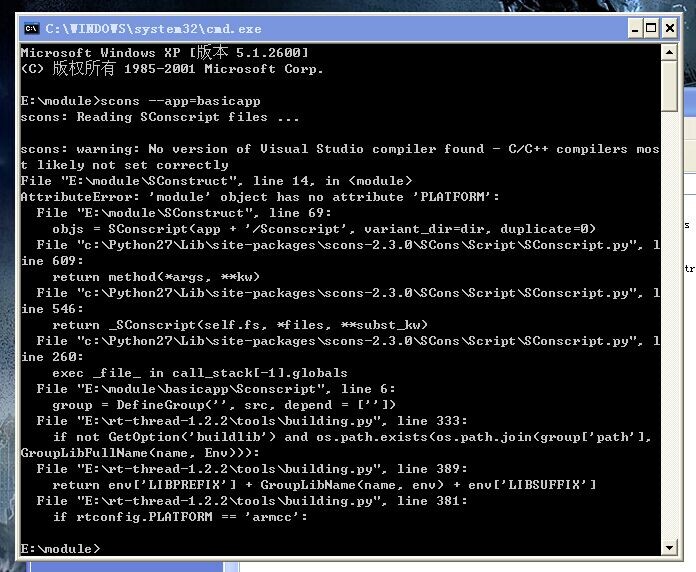 C:\WINDOWS\system32\cmd.exe
Microsoft Windows XP [版本 5.1.2600]
(C) 版权所有 1985-2001 Microsoft Corp.
E:\module>scons --app=basicapp
scons: Reading SConscript files ...
scons: warning: No version of Visual Studio compiler found - C/C++ compilers mos
t likely not set correctly
File "E:\module\SConstruct", line 14, in <module>
AttributeError: 'module' object has no attribute 'PLATFORM':
  File "E:\module\SConstruct", line 69:
    objs = SConscript(app + '/Sconscript', variant_dir=dir, duplicate=0)
  File "c:\Python27\Lib\site-packages\scons-2.3.0\SCons\Script\SConscript.py", l
ine 609:
    return method(*args, **kw)
  File "c:\Python27\Lib\site-packages\scons-2.3.0\SCons\Script\SConscript.py", l
ine 546:
    return _SConscript(self.fs, *files, **subst_kw)
  File "c:\Python27\Lib\site-packages\scons-2.3.0\SCons\Script\SConscript.py", l
ine 260:
    exec _file_ in call_stack[-1].globals
  File "E:\module\basicapp\Sconscript", line 6:
    group = DefineGroup('', src, depend = [''])
  File "E:\rt-thread-1.2.2\tools\building.py", line 333:
    if not GetOption('buildlib') and os.path.exists(os.path.join(group['path'],
GroupLibFullName(name, Env))):
  File "E:\rt-thread-1.2.2\tools\building.py", line 389:
    return env['LIBPREFIX'] + GroupLibName(name, env) + env['LIBSUFFIX']
  File "E:\rt-thread-1.2.2\tools\building.py", line 381:
    if rtconfig.PLATFORM == 'armcc':
E:\module>